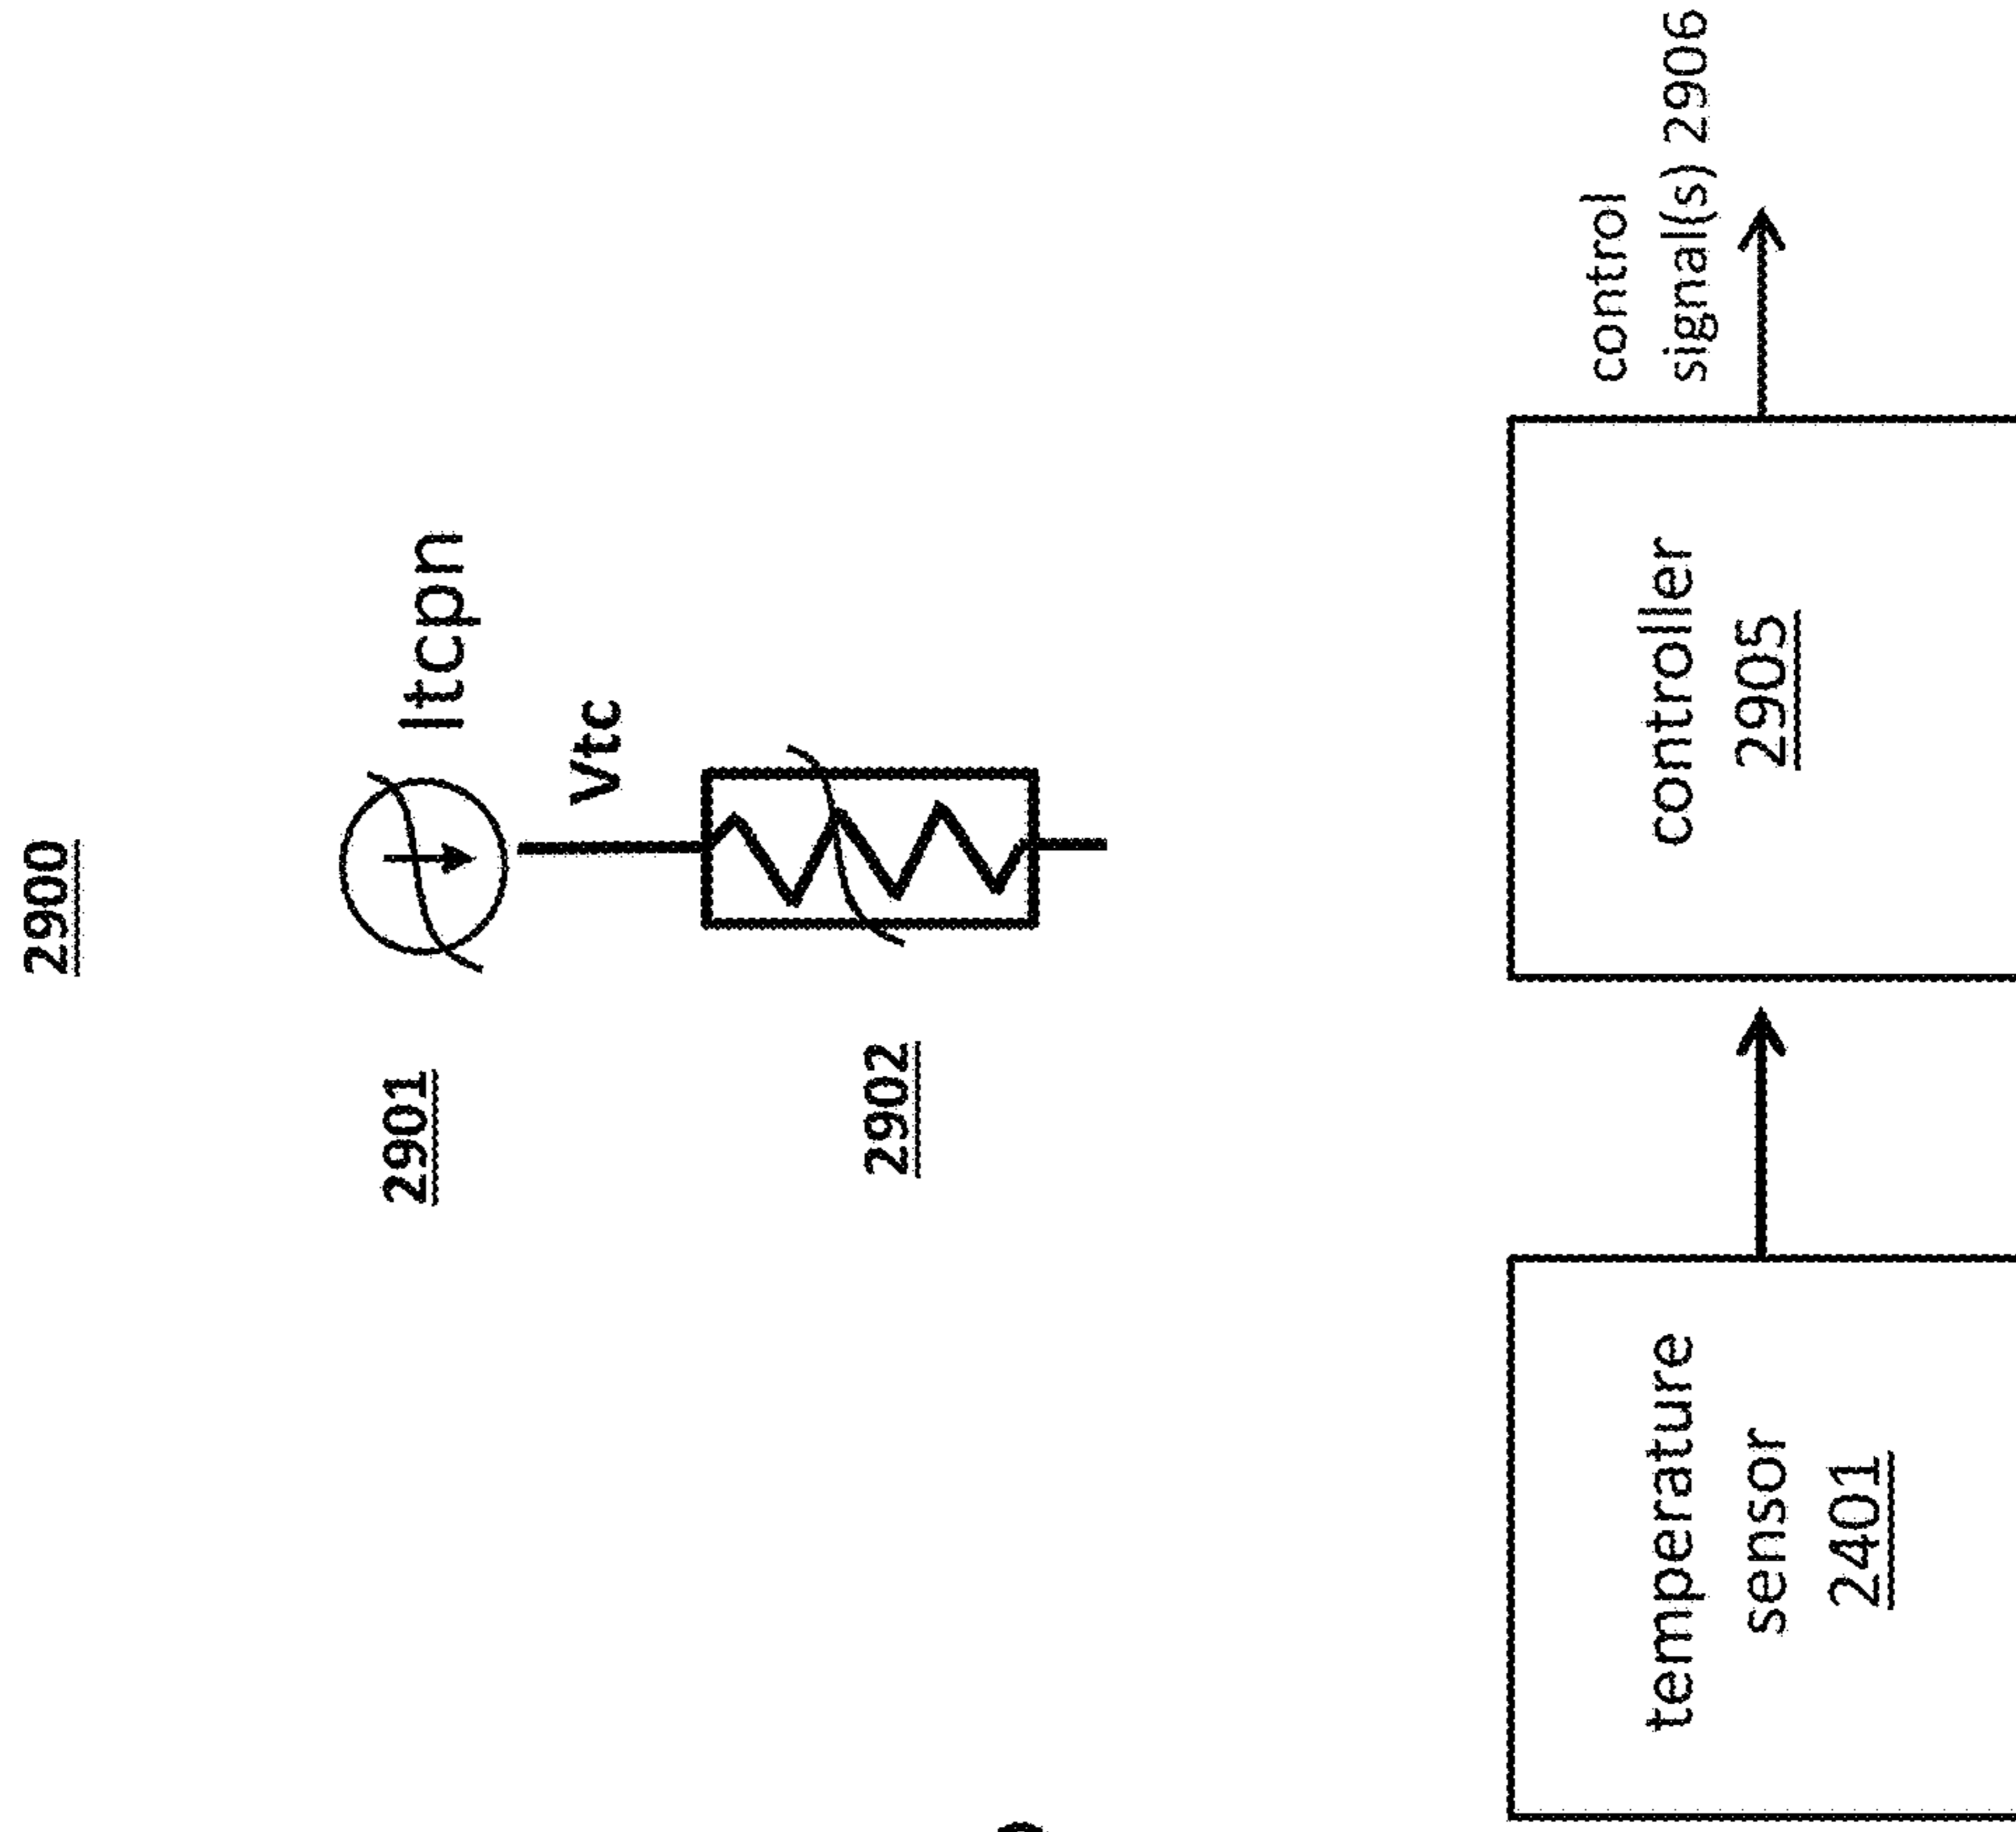 2900
2901
Itcpn
Vtc
2902
temperature
sensor
2401
controller
2905
control
signal(s) 2906